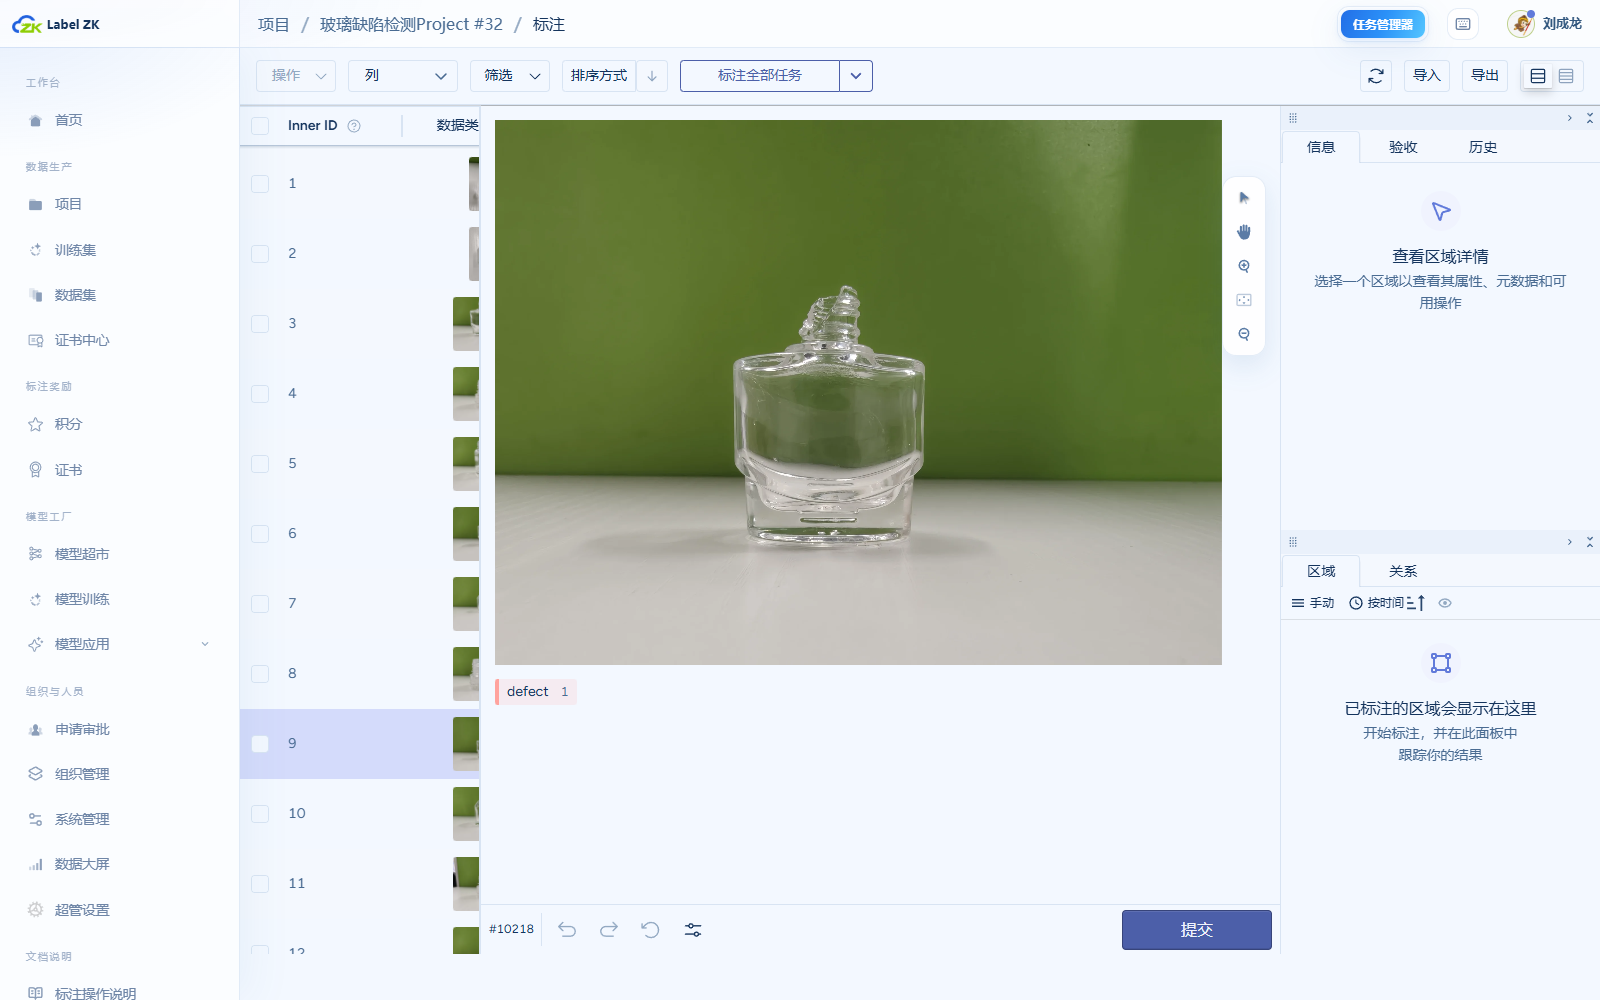 Label ZK
项目 / 玻璃缺陷检测Project #32 / 标注
任务管理器
刘成龙
操作
列
筛选
排序方式
标注全部任务
导入
导出
工作台
首页
数据生产
项目
训练集
数据集
证书中心
标注奖励
积分
证书
模型工厂
模型超市
模型训练
模型应用
组织与人员
申请审批
组织管理
系统管理
数据大屏
超管设置
文档说明
标注操作说明
Inner ID
数据类
1
2
3
4
5
6
7
8
9
10
11
12
defect 1
#10218
提交
信息
验收
历史
查看区域详情
选择一个区域以查看其属性、元数据和可
用操作
区域
关系
手动
按时间
已标注的区域会显示在这里
开始标注，并在此面板中
跟踪你的结果